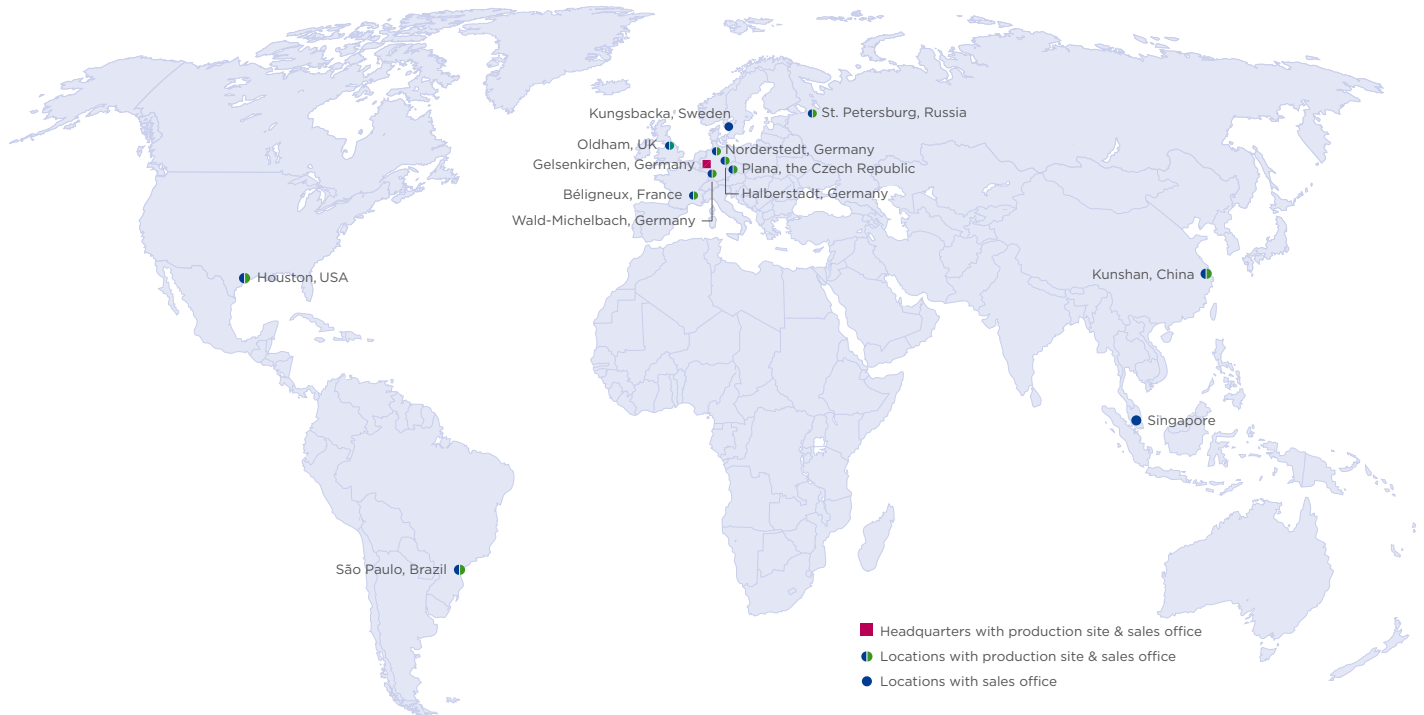 Kungsbacka, Sweden
St. Petersburg, Russia
Oldham, UK
Norderstedt, Germany
Gelsenkirchen, Germany
Plana, the Czech Republic
Béligneux, France
Halberstadt, Germany
Wald-Michelbach, Germany
Houston, USA
Kunshan, China
Singapore
São Paulo, Brazil
Headquarters with production site & sales office
Locations with production site & sales office
Locations with sales office